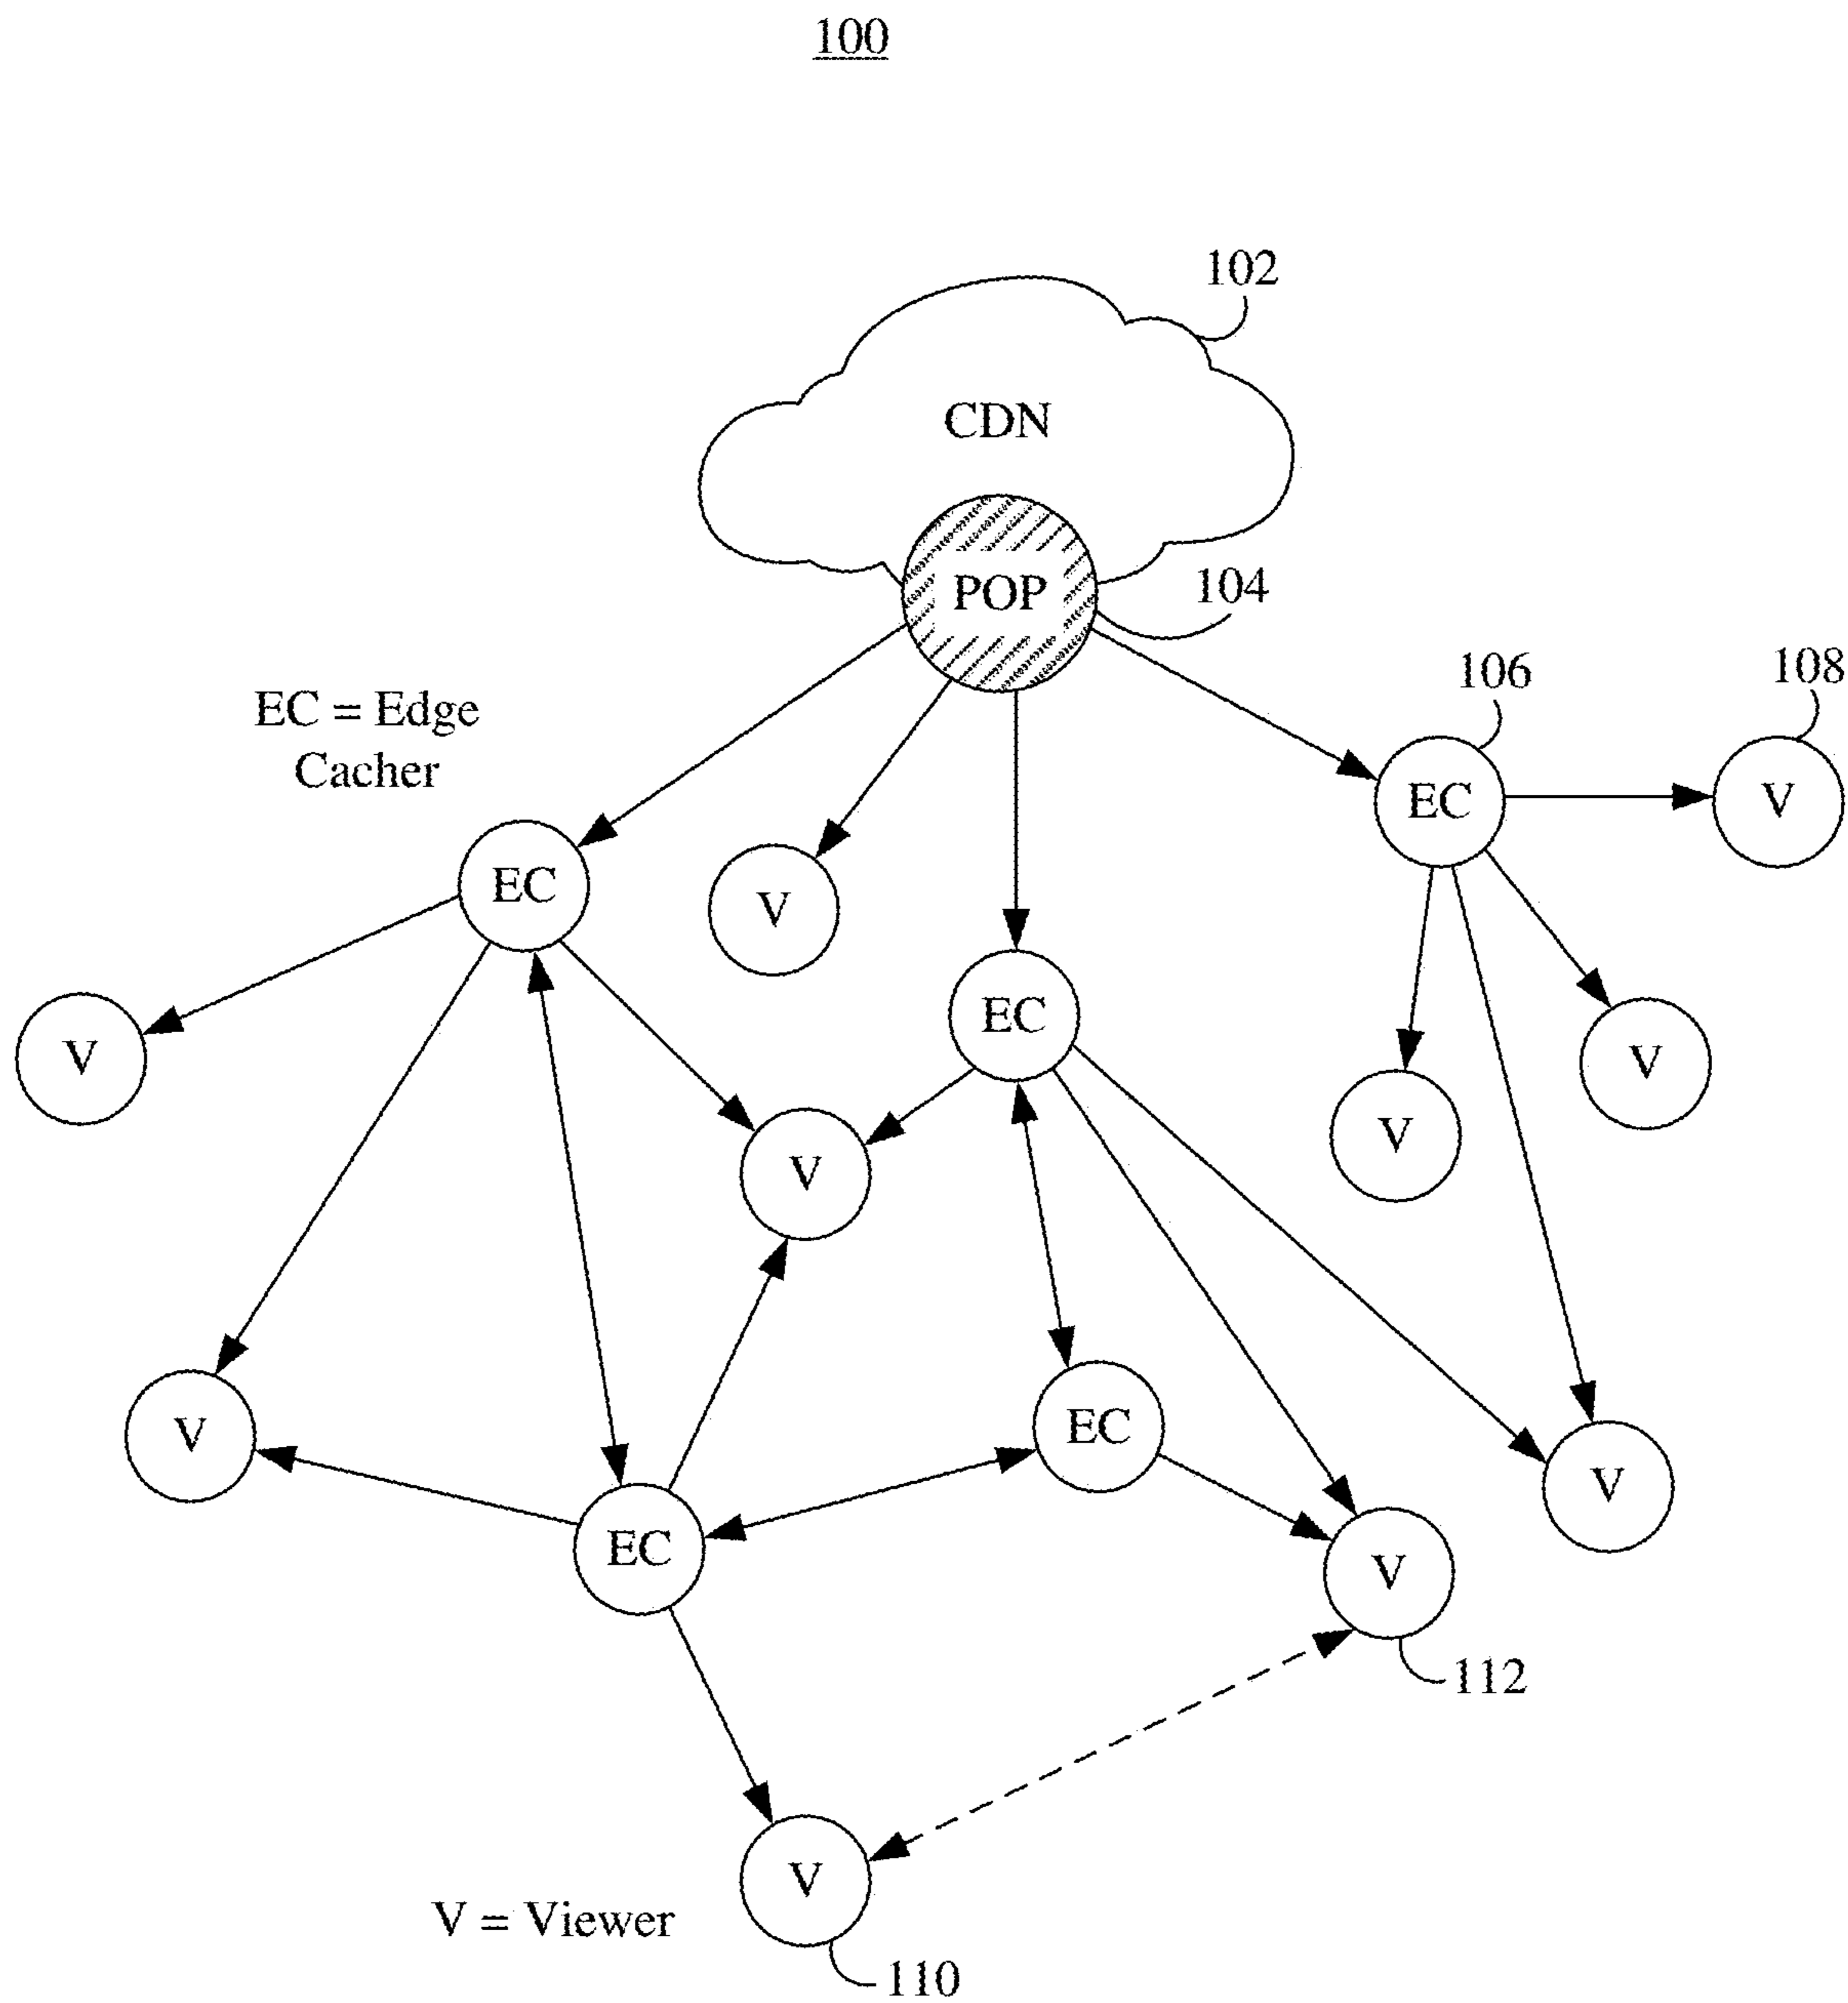 100
102
CDN
POP
104
106
108
EC = Edge
Cacher
EC
V
EC
V
EC
V
V
V
V
V
EC
V
EC
V
V
112
V
V = Viewer
110